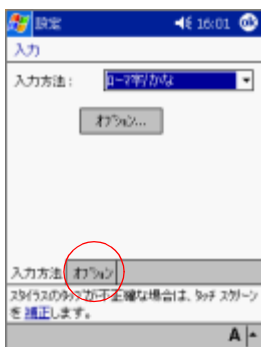 設定 16:01 ok
入力
入力方法: ローマ字/かな
オプション...
入力方法 オプション
スタイラスのタップが不正確な場合は、タッチ スクリーン
を補正します。
A